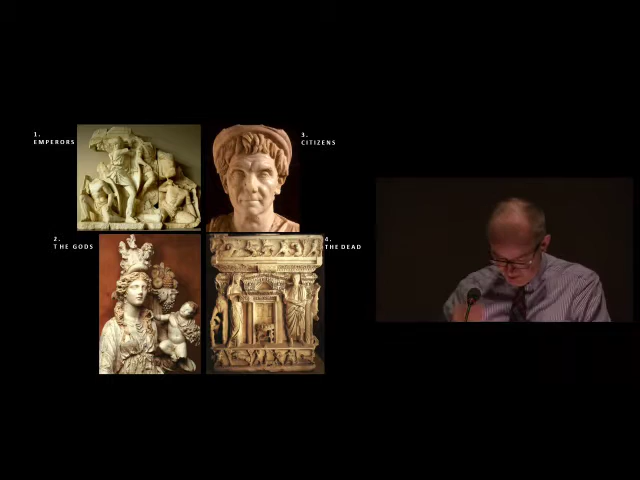 1.
EMPERORS
3.
CITIZENS
2.
THE GODS
4.
THE DEAD